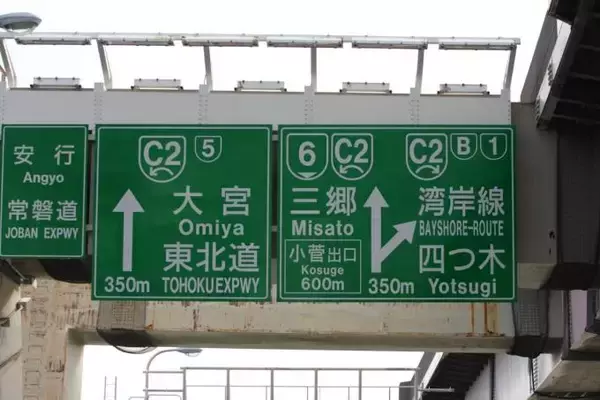 安行
Angyo
常磐道
JOBAN EXPWY
C2 5
大宮
Omiya
東北道
350m TOHOKU EXPWY
6 C2
三郷
Misato
小菅出口
Kosuge
600m
C2 B 1
湾岸線
BAYSHORE-ROUTE
四つ木
350m Yotsugi